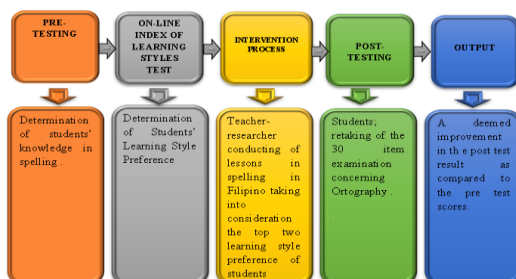 PRE-
TESTING
ON-LINE
INDEX OF
LEARNING
STYLES
TEST
INTERVENTION
PROCESS
POST-
TESTING
OUTPUT
Determination
of students'
knowledge in
spelling .
Determination
of Students'
Learning Style
Preference
Teacher-
researcher
conducting of
lessons in
spelling in
Filipino taking
into
consideration
the top two
learning style
preference of
students
Students;
retaking of the
30 item
examination
concerning
Ortography .
A deemed
improvement
in th e post test
result as
compared to
the pre test
scores.